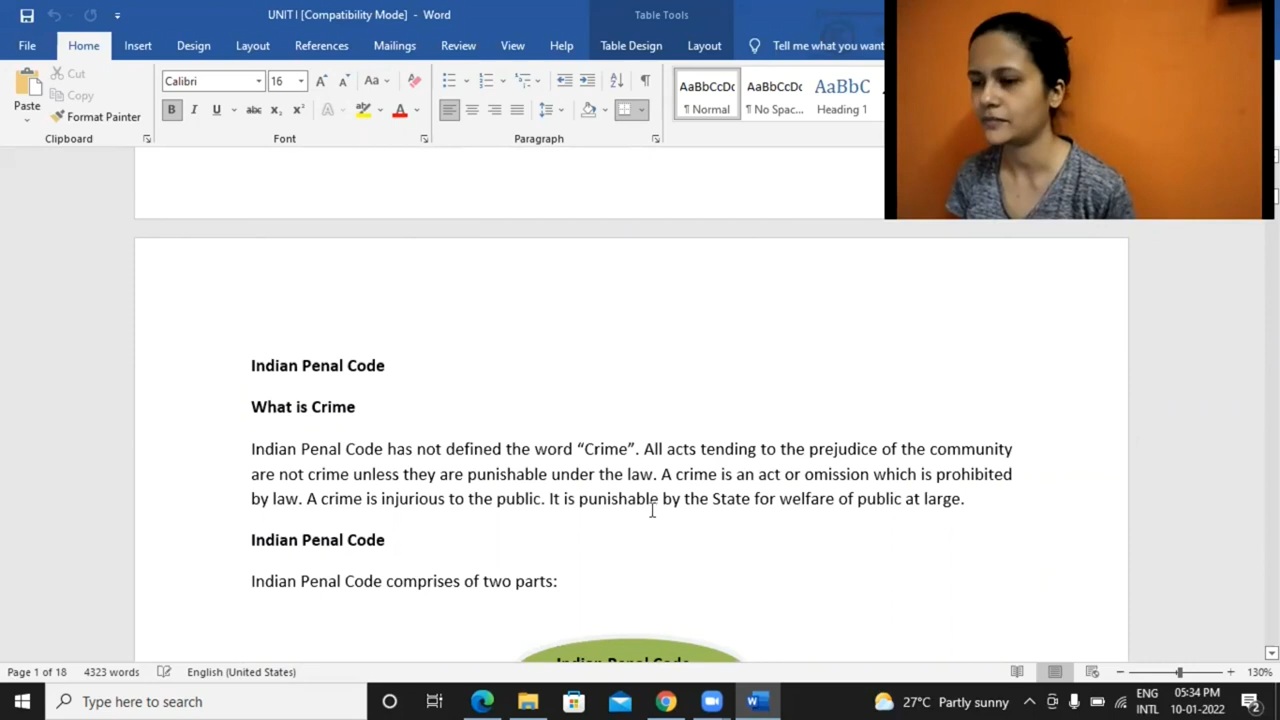 UNIT I [Compatibility Mode] - Word
Table Tools
File Home Insert Design Layout References Mailings Review View Help Table Design Layout Tell me what you want
Paste
Cut
Copy
Format Painter
Calibri 16
Clipboard Font Paragraph
AaBbCcDc AaBbCcDc AaBbC
¶ Normal ¶ No Spac... Heading 1
Indian Penal Code
What is Crime
Indian Penal Code has not defined the word “Crime”. All acts tending to the prejudice of the community
are not crime unless they are punishable under the law. A crime is an act or omission which is prohibited
by law. A crime is injurious to the public. It is punishable by the State for welfare of public at large.
Indian Penal Code
Indian Penal Code comprises of two parts:
Indian Penal Code
Page 1 of 18 4323 words English (United States) 130%
Type here to search
27°C Partly sunny
ENG
INTL
05:34 PM
10-01-2022
2